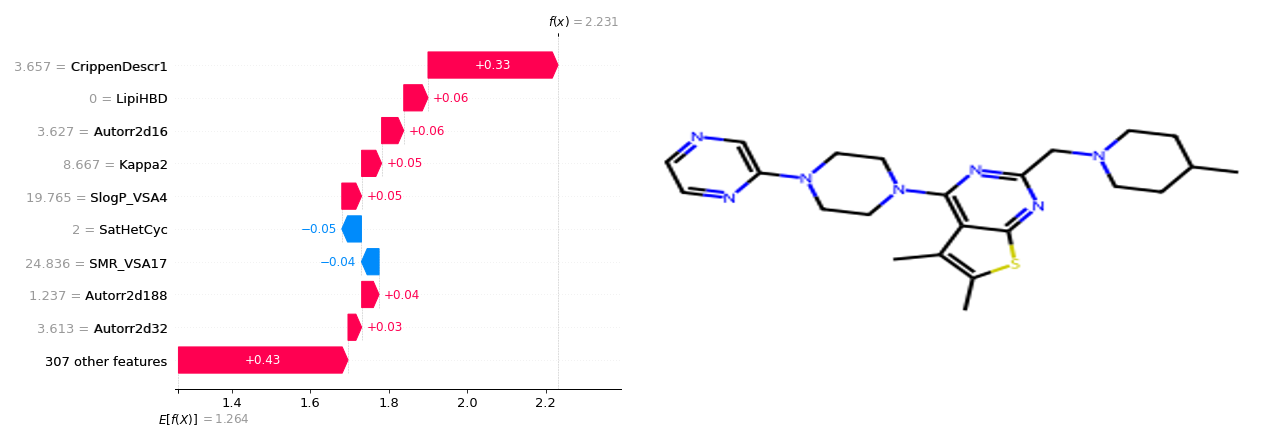 f(x) = 2.231
3.657 = CrippenDescr1
+0.33
0 = LipiHBD
+0.06
3.627 = Autorr2d16
+0.06
8.667 = Kappa2
+0.05
19.765 = SlogP_VSA4
+0.05
2 = SatHetCyc
−0.05
24.836 = SMR_VSA17
−0.04
1.237 = Autorr2d188
+0.04
3.613 = Autorr2d32
+0.03
307 other features
+0.43
1.4 1.6 1.8 2.0 2.2
E[f(X)] = 1.264
N
N
N
N
N
N
N
S